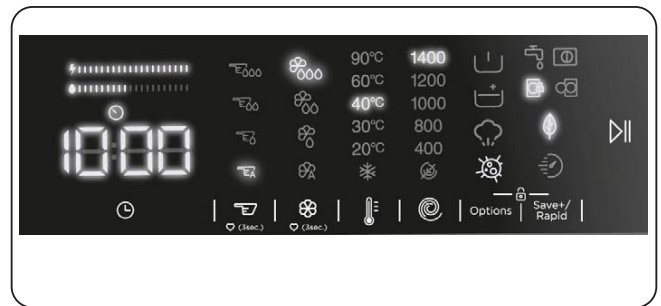 90°C 1400
60°C 1200
40°C 1000
30°C 800
20°C 400
A A
10:00
Options Save+/
Rapid
(3sec.) (3sec.)